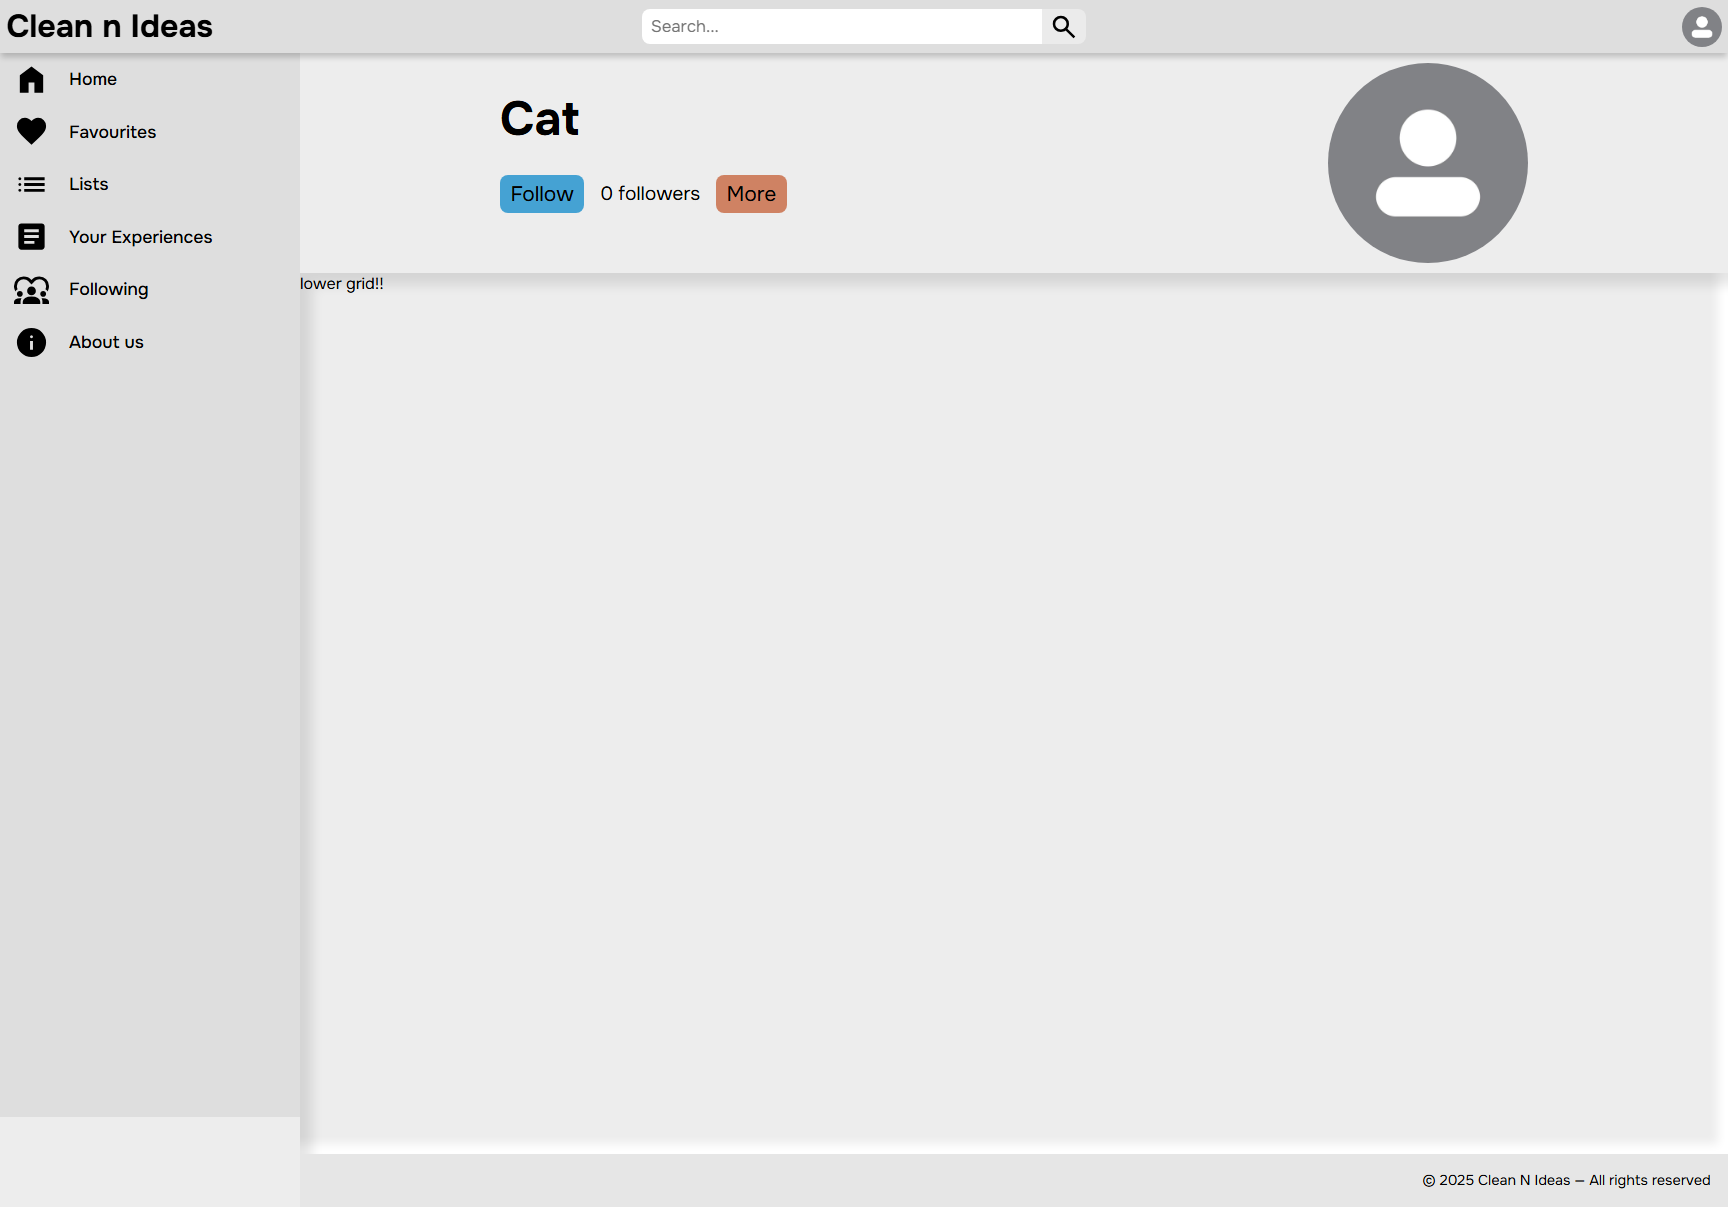 Clean n Ideas
Search...
Home
Favourites
Lists
Your Experiences
Following
About us
Cat
Follow
0 followers
More
lower grid!!
© 2025 Clean N Ideas — All rights reserved